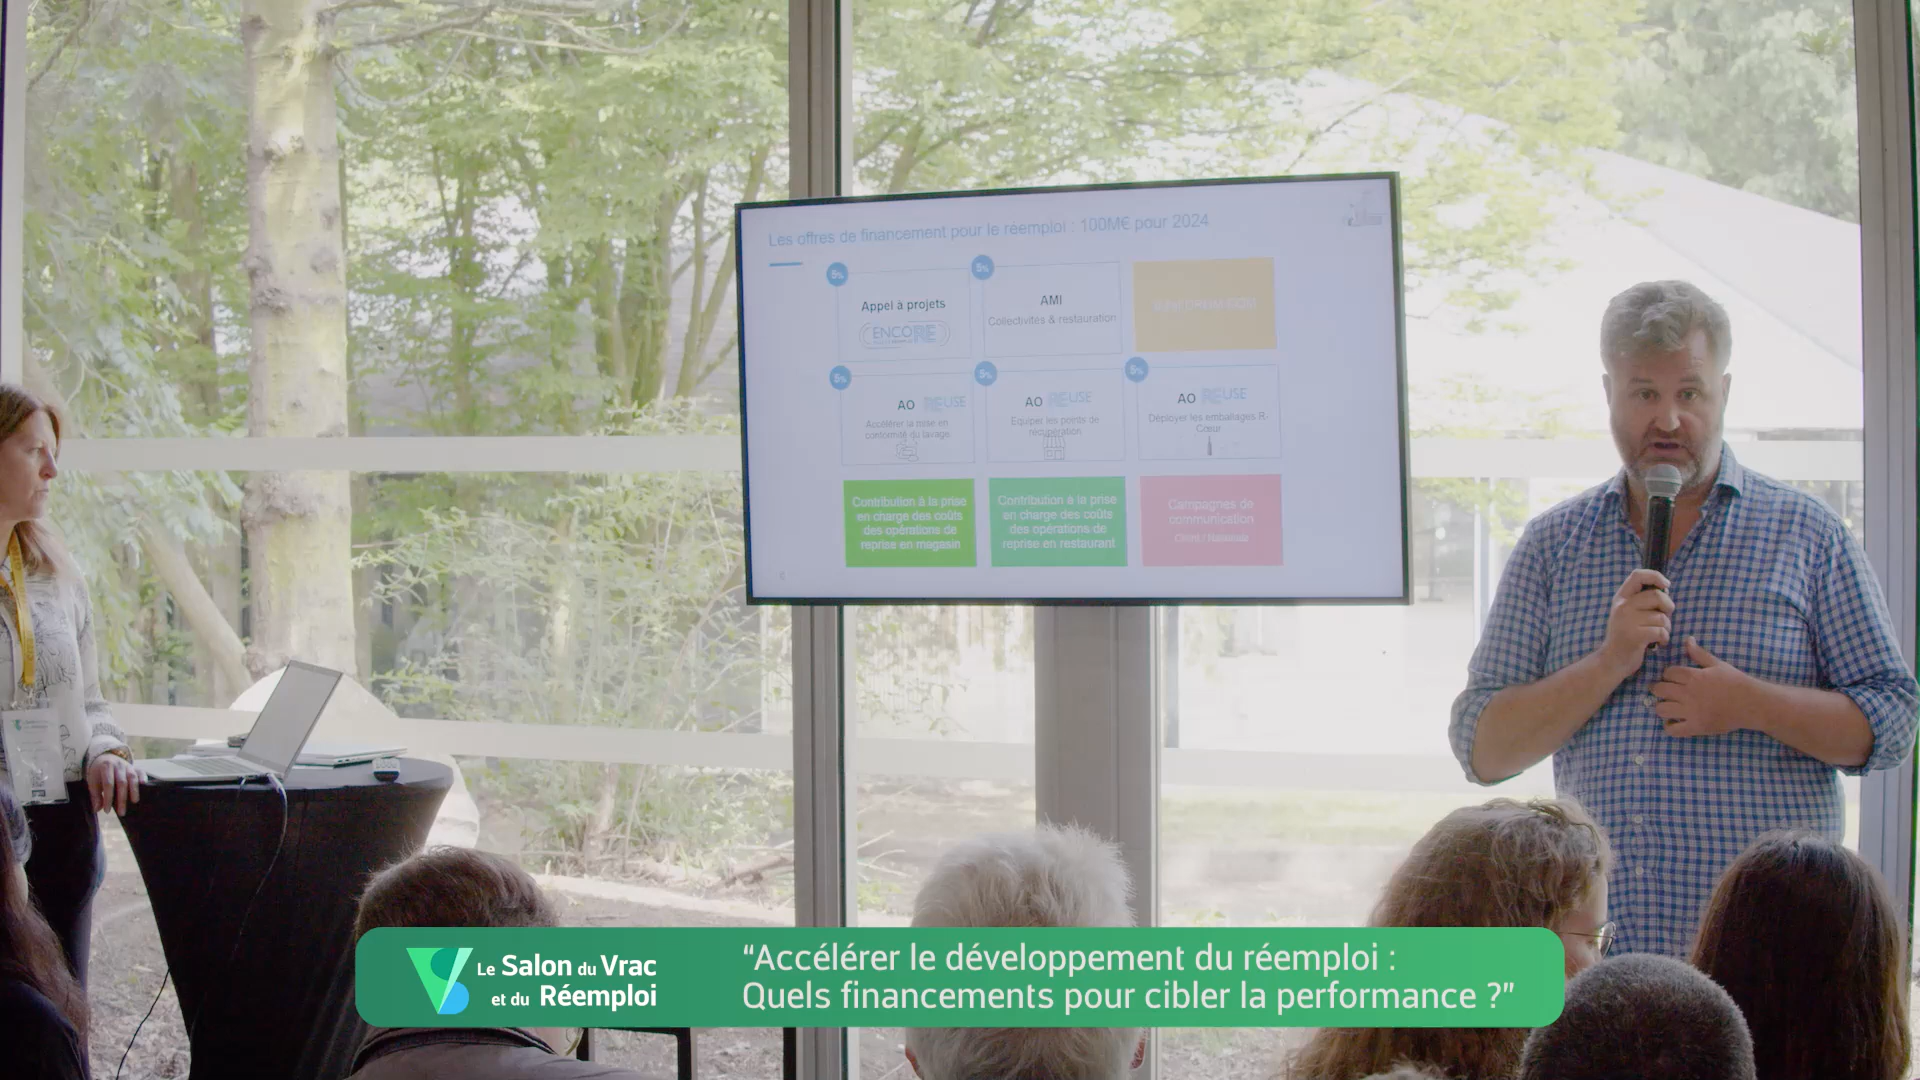 Les offres de financement pour le réemploi : 100M€ pour 2024
5%
5%
Appel à projets
ENCORE
AMI
Collectivités & restauration
5%
5%
5%
AO REUSE
Accélérer la mise en
conformité du lavage
AO REUSE
Equiper les points de
récupération
AO REUSE
Déployer les emballages R-
Cœur
Contribution à la prise
en charge des coûts
des opérations de
reprise en magasin
Contribution à la prise
en charge des coûts
des opérations de
reprise en restaurant
Campagnes de
communication
Le Salon du Vrac
et du Réemploi
“Accélérer le développement du réemploi :
Quels financements pour cibler la performance ?”